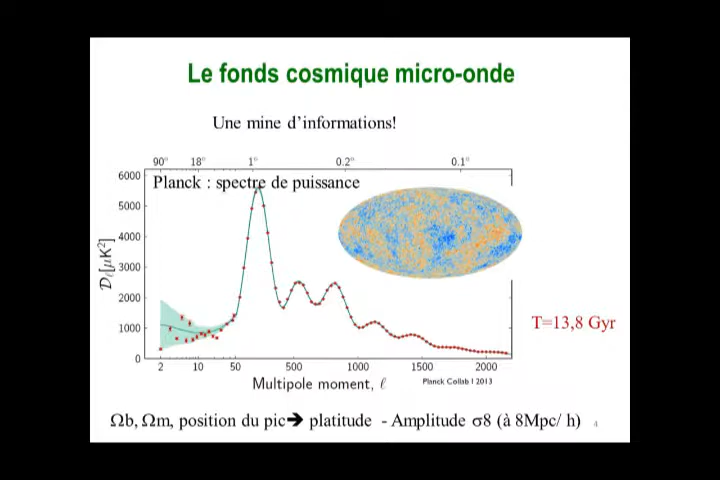 Le fonds cosmique micro-onde
Une mine d'informations!
90° 18° 1° 0.2° 0.1°
Planck : spectre de puissance
6000
5000
4000
3000
2000
1000
0
𝒟ℓ[μK²]
2 10 50 500 1000 1500 2000
Multipole moment, ℓ
Planck Collab I 2013
T=13,8 Gyr
Ωb, Ωm, position du pic➔ platitude - Amplitude σ8 (à 8Mpc/ h)
4